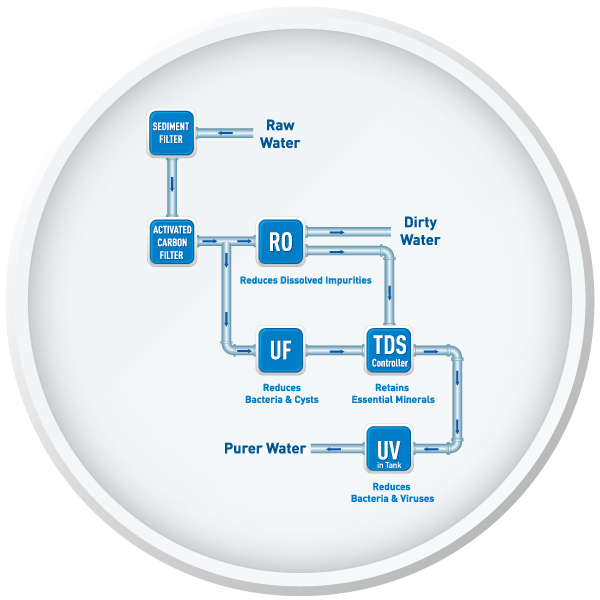 SEDIMENT
FILTER
Raw
Water
ACTIVATED
CARBON
FILTER
RO
Dirty
Water
Reduces Dissolved Impurities
UF
TDS
Controller
Reduces
Bacteria & Cysts
Retains
Essential Minerals
Purer Water
UV
in Tank
Reduces
Bacteria & Viruses